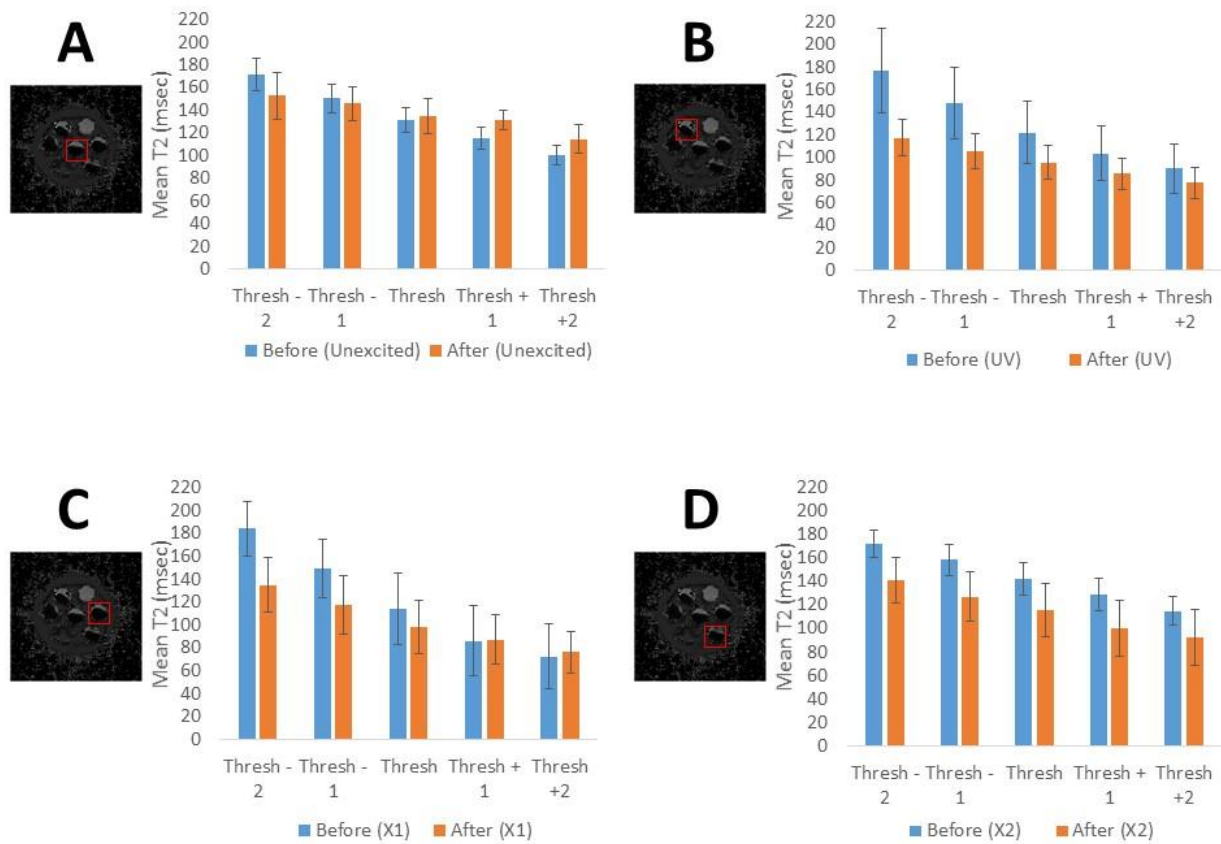 A
Mean T2 (msec)
220
200
180
160
140
120
100
80
60
40
20
0
Thresh - Thresh - Thresh Thresh + Thresh
2 1 1 +2
Before (Unexcited) After (Unexcited)
B
Mean T2 (msec)
220
200
180
160
140
120
100
80
60
40
20
0
Thresh - Thresh - Thresh Thresh + Thresh
2 1 1 +2
Before (UV) After (UV)
C
Mean T2 (msec)
220
200
180
160
140
120
100
80
60
40
20
0
Thresh - Thresh - Thresh Thresh + Thresh
2 1 1 +2
Before (X1) After (X1)
D
Mean T2 (msec)
220
200
180
160
140
120
100
80
60
40
20
0
Thresh - Thresh - Thresh Thresh + Thresh
2 1 1 +2
Before (X2) After (X2)